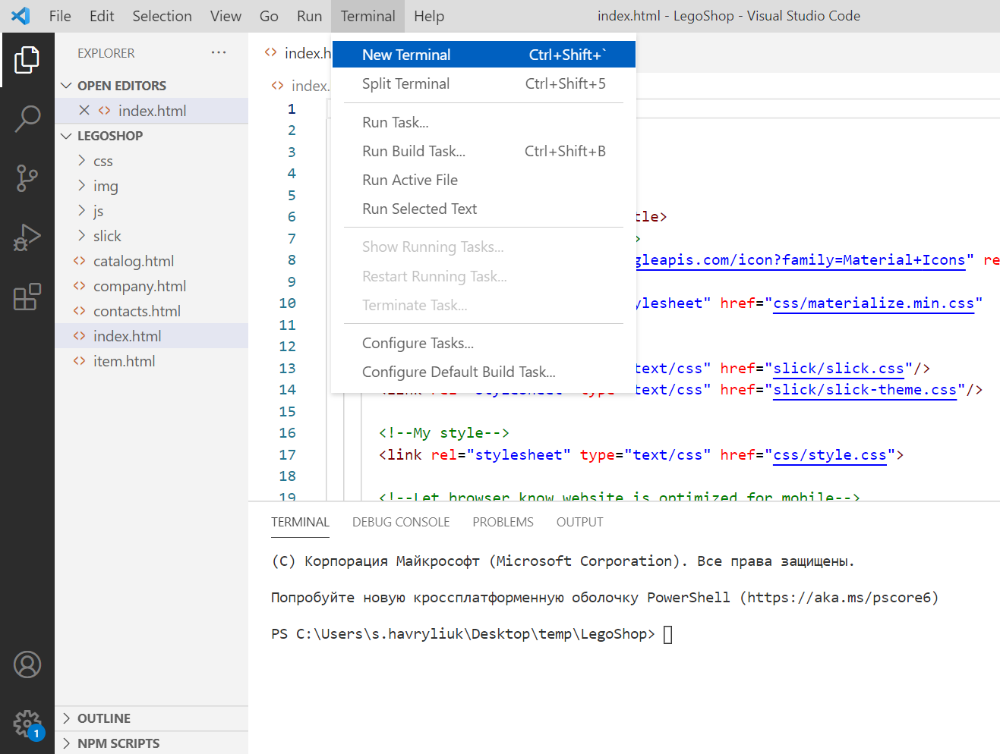 File Edit Selection View Go Run Terminal Help index.html - LegoShop - Visual Studio Code
EXPLORER
OPEN EDITORS
index.html
LEGOSHOP
css
img
js
slick
catalog.html
company.html
contacts.html
index.html
item.html
OUTLINE
NPM SCRIPTS
1
index.h
index.
New Terminal Ctrl+Shift+`
Split Terminal Ctrl+Shift+5
Run Task...
Run Build Task... Ctrl+Shift+B
Run Active File
Run Selected Text
Show Running Tasks...
Restart Running Task...
Terminate Task...
Configure Tasks...
Configure Default Build Task...
1
2
3
4
5
6 tle>
7 >
8 gleapis.com/icon?family=Material+Icons" re
9
10 ylesheet" href="css/materialize.min.css"
11
12
13 text/css" href="slick/slick.css"/>
14 <link rel="stylesheet" type="text/css" href="slick/slick-theme.css"/>
15
16 <!--My style-->
17 <link rel="stylesheet" type="text/css" href="css/style.css">
18
19 <!--Let browser know website is optimized for mobile-->
TERMINAL DEBUG CONSOLE PROBLEMS OUTPUT
(C) Корпорация Майкрософт (Microsoft Corporation). Все права защищены.
Попробуйте новую кроссплатформенную оболочку PowerShell (https://aka.ms/pscore6)
PS C:\Users\s.havryliuk\Desktop\temp\LegoShop>